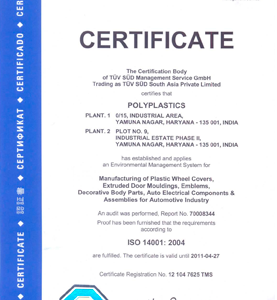 CERTIFICATE
The Certification Body
of TÜV SÜD Management Service GmbH
Trading as TÜV SÜD South Asia Private Limited
certifies that
POLYPLASTICS
PLANT. 1 6/15, INDUSTRIAL AREA,
YAMUNA NAGAR, HARYANA - 135 001, INDIA
PLANT. 2 PLOT NO. 9,
INDUSTRIAL ESTATE PHASE II,
YAMUNA NAGAR, HARYANA - 135 001, INDIA
has established and applies
an Environmental Management System for
Manufacturing of Plastic Wheel Covers,
Extruded Door Mouldings, Emblems,
Decorative Body Parts, Auto Electrical Components &
Assemblies for Automotive Industry
An audit was performed. Report No. 70008344
Proof has been furnished that the requirements
according to
ISO 14001: 2004
are fulfilled. The certificate is valid until 2011-04-27
Certificate Registration No. 12 104 7625 TMS
CERTIFICATE ◆ ◆ СЕРТИФИКАТ ◆ CERTIFICADO ◆